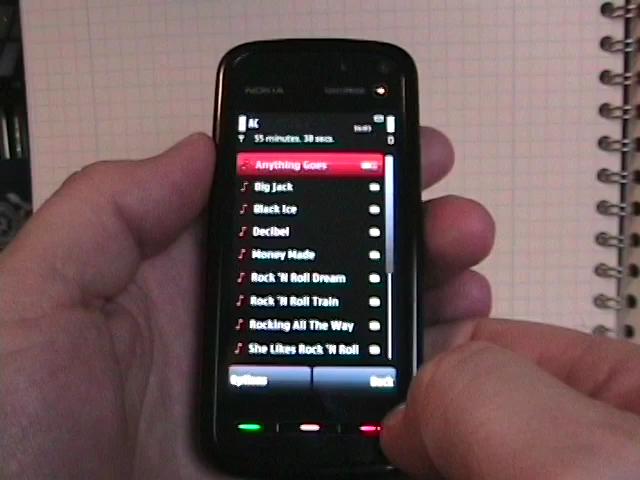 NOKIA
AC
55 minutes, 38 secs.
0
Anything Goes
Big Jack
Black Ice
Decibel
Money Made
Rock 'N Roll Dream
Rock 'N Roll Train
Rocking All The Way
She Likes Rock 'N Roll
Options
Back